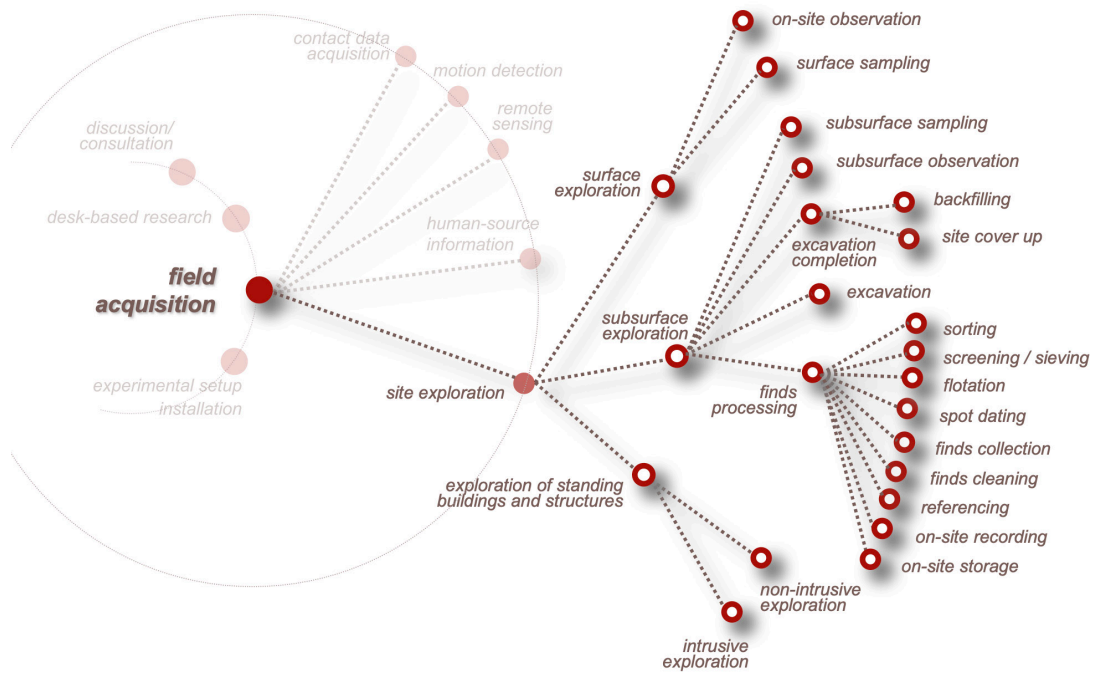 contact data
acquisition
motion detection
remote
sensing
discussion/
consultation
desk-based research
human-source
information
field
acquisition
experimental setup
installation
site exploration
surface
exploration
on-site observation
surface sampling
subsurface
exploration
subsurface sampling
subsurface observation
excavation
completion
backfilling
site cover up
excavation
finds
processing
sorting
screening / sieving
flotation
spot dating
finds collection
finds cleaning
referencing
on-site recording
on-site storage
exploration of standing
buildings and structures
non-intrusive
exploration
intrusive
exploration